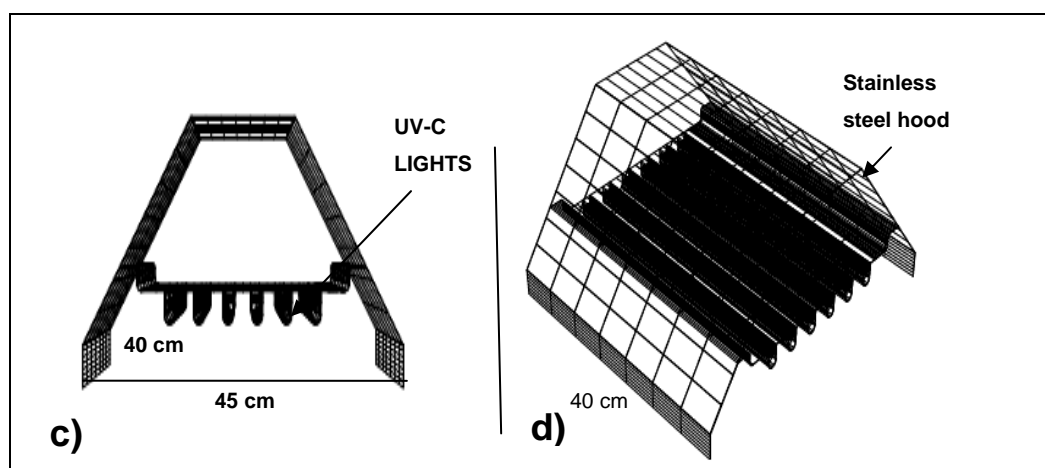 UV-C
LIGHTS
40 cm
45 cm
c)
Stainless
steel hood
40 cm
d)